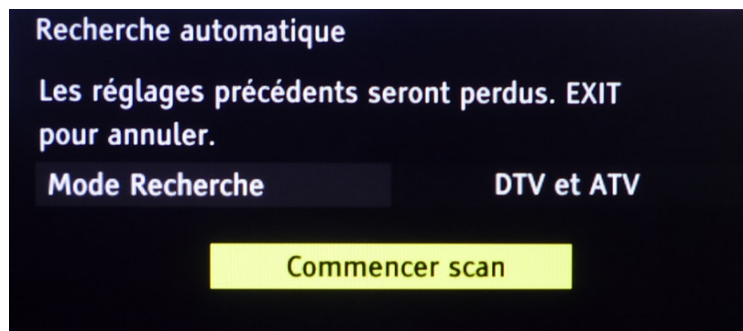 Recherche automatique
Les réglages précédents seront perdus. EXIT
pour annuler.
Mode Recherche DTV et ATV
Commencer scan